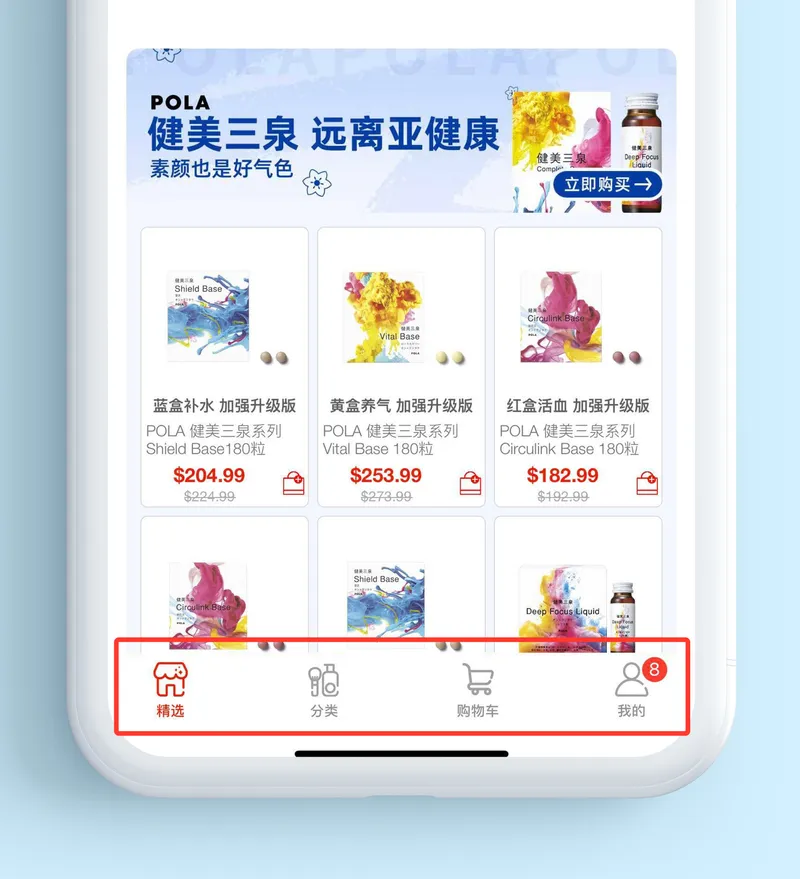 POLAPOLAPOL
POLA
健美三泉 远离亚健康
素颜也是好气色
健美三泉
健美三泉
Deep Focus
Liquid
立即购买→
健美三泉
Shield Base
POLA
健美三泉
Vital Base
POLA
健美三泉
Circulink Base
POLA
蓝盒补水 加强升级版
黄盒养气 加强升级版
红盒活血 加强升级版
POLA 健美三泉系列
Shield Base180粒
POLA 健美三泉系列
Vital Base 180粒
POLA 健美三泉系列
Circulink Base 180粒
$204.99
$224.99
$253.99
$273.99
$182.99
$192.99
健美三泉
Circulink Base
POLA
健美三泉
Shield Base
POLA
健美三泉
Deep Focus Liquid
精选
分类
购物车
8
我的